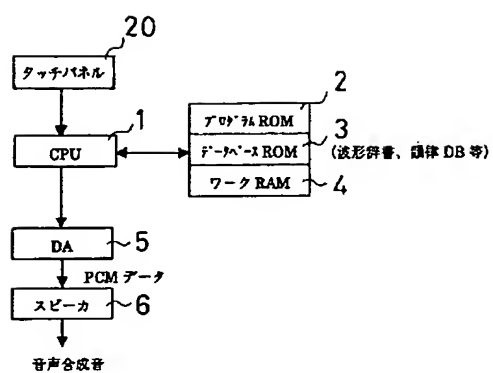 20
タッチパネル
1
CPU
2
プログラムROM
3
データベースROM
(波形辞書、韻律DB等)
ワークRAM
4
DA
5
PCMデータ
スピーカ
6
音声合成音